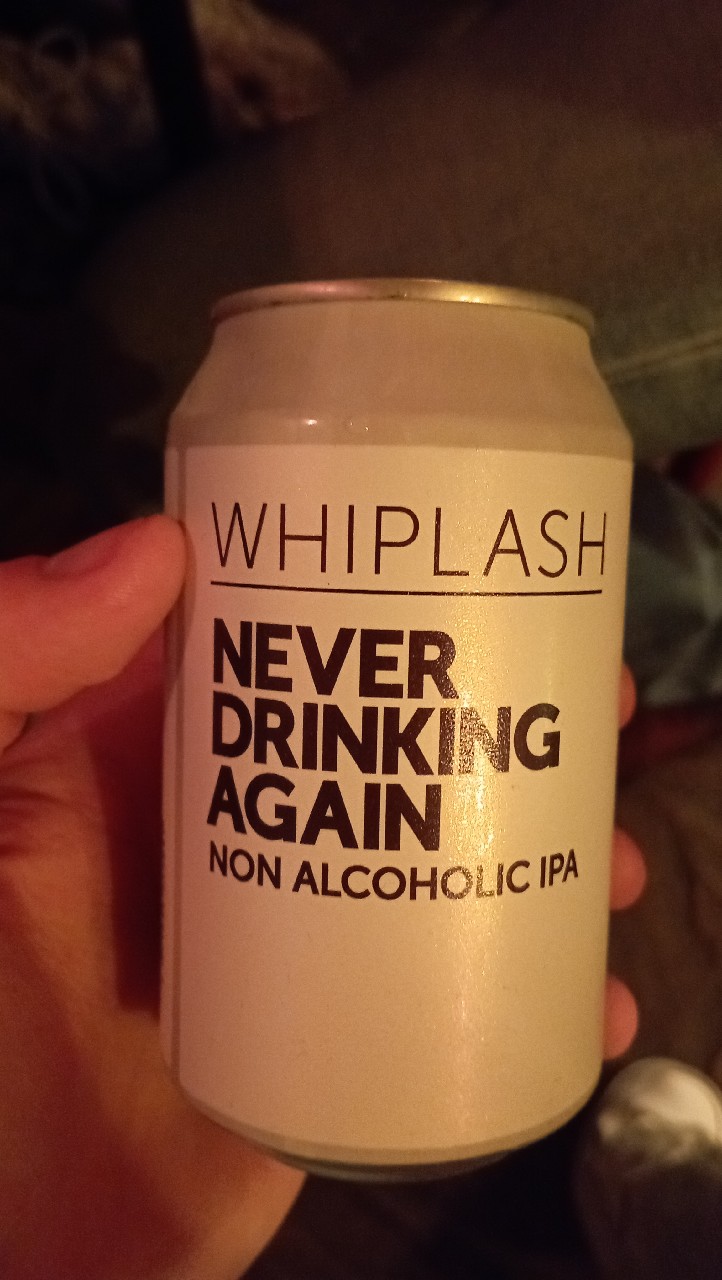 WHIPLASH
NEVER
DRINKING
AGAIN
NON ALCOHOLIC IPA